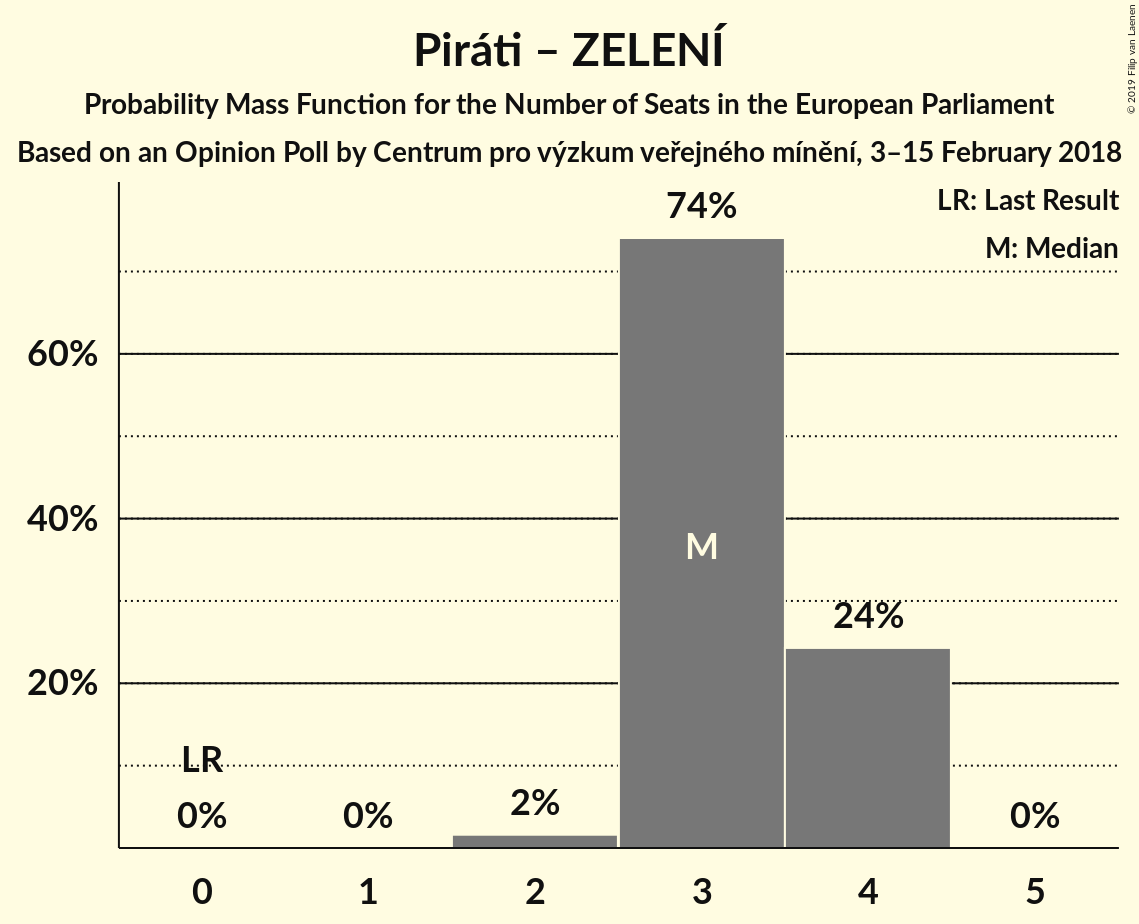 Piráti – ZELENÍ
Probability Mass Function for the Number of Seats in the European Parliament
Based on an Opinion Poll by Centrum pro výzkum veřejného mínění, 3–15 February 2018
© 2019 Filip van Laenen
LR: Last Result
M: Median
74%
60%
40%
M
24%
20%
LR
0%
0%
2%
0%
0
1
2
3
4
5